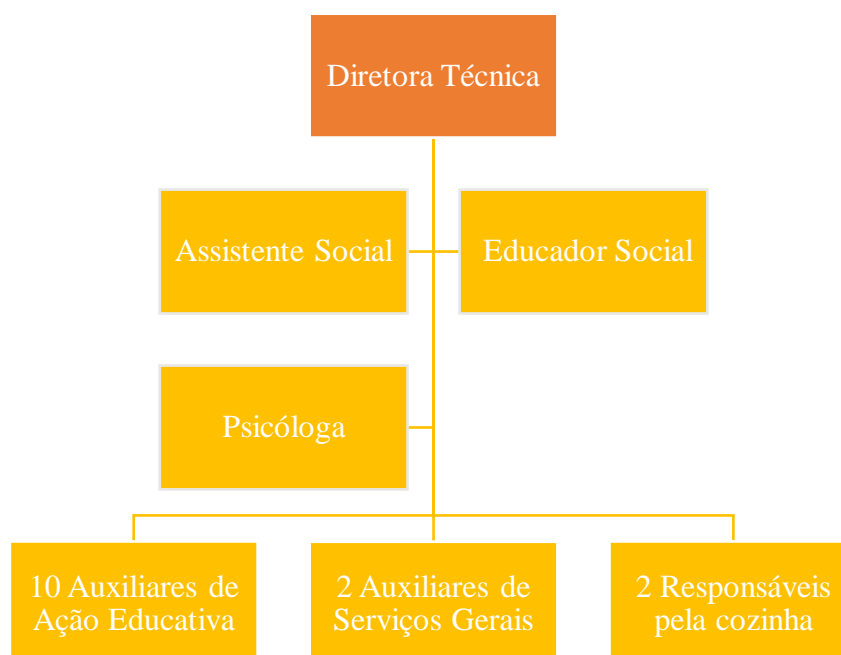 Diretora Técnica
Assistente Social
Educador Social
Psicóloga
10 Auxiliares de
Ação Educativa
2 Auxiliares de
Serviços Gerais
2 Responsáveis
pela cozinha